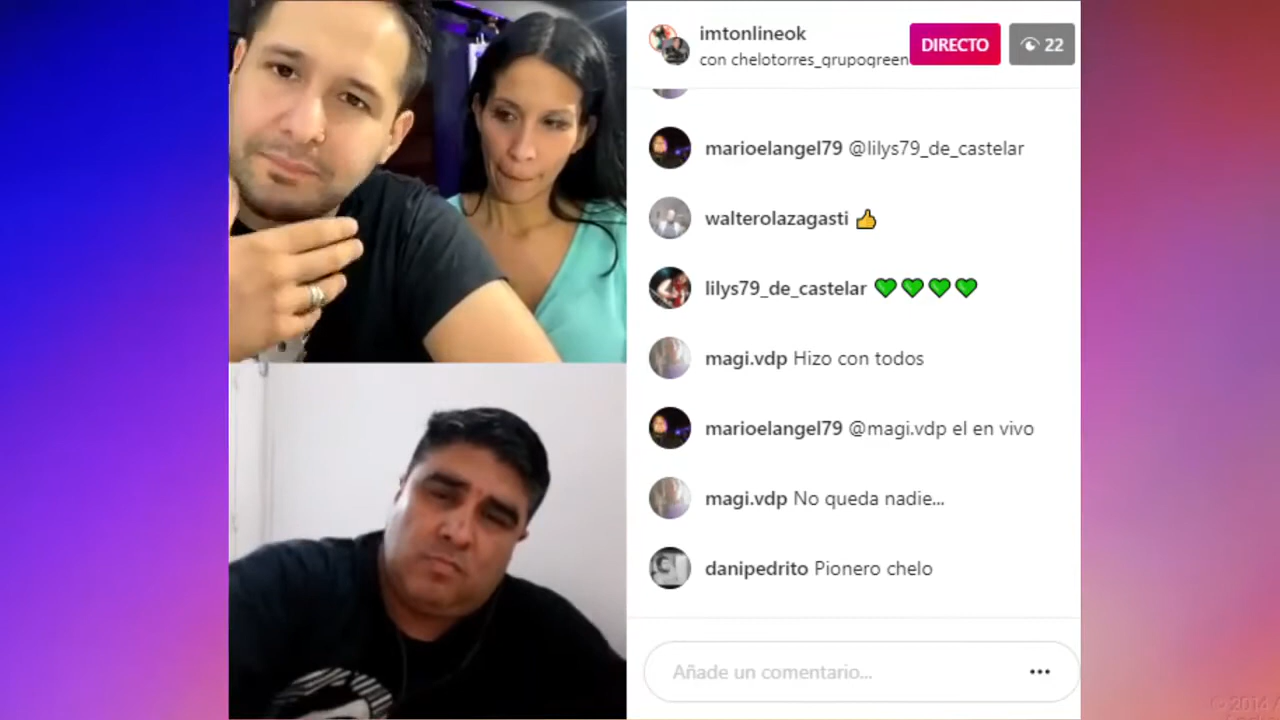 imtonlineok
con chelotorres_grupogreen
DIRECTO
22
marioelangel79 @lilys79_de_castelar
walterolazagasti 👍
lilys79_de_castelar 💚💚💚💚
magi.vdp Hizo con todos
marioelangel79 @magi.vdp el en vivo
magi.vdp No queda nadie...
danipedrito Pionero chelo
Añade un comentario...
© 2014